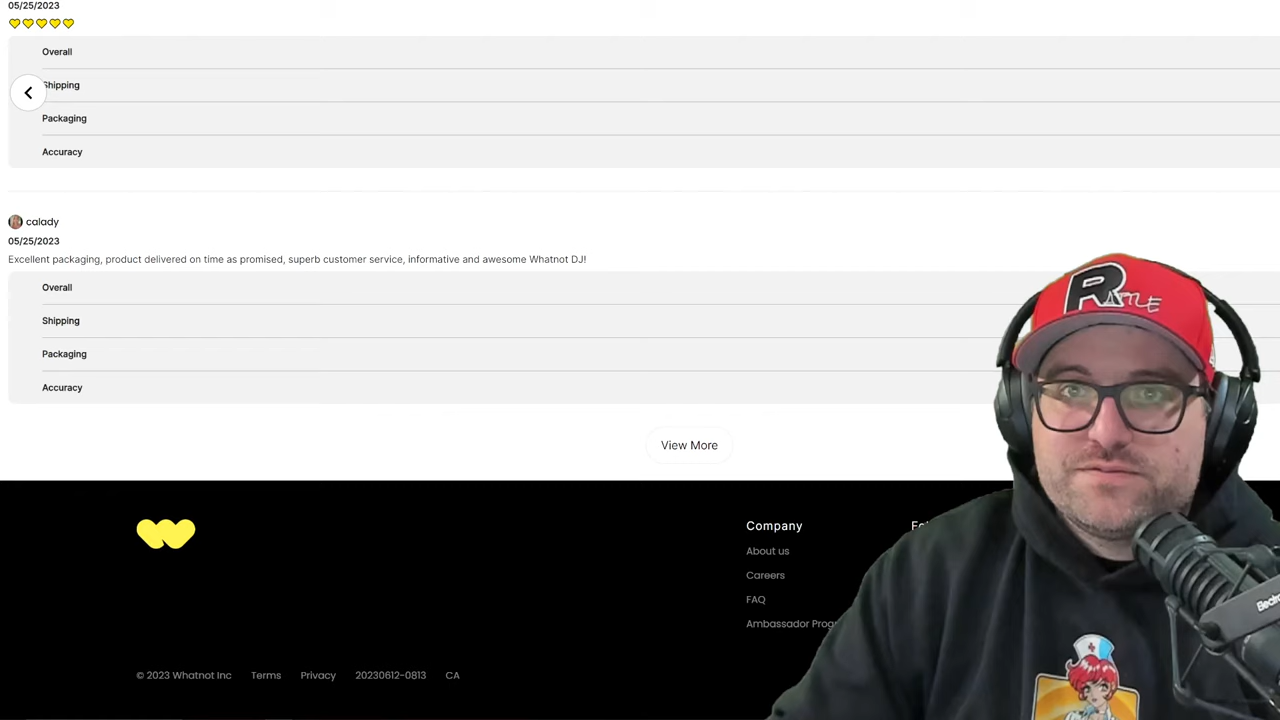 05/25/2023
Overall
Shipping
Packaging
Accuracy
calady
05/25/2023
Excellent packaging, product delivered on time as promised, superb customer service, informative and awesome Whatnot DJ!
Overall
Shipping
Packaging
Accuracy
View More
RATTLE
Company
About us
Careers
FAQ
Ambassador
© 2023 Whatnot Inc Terms Privacy 20230612-0813 CA